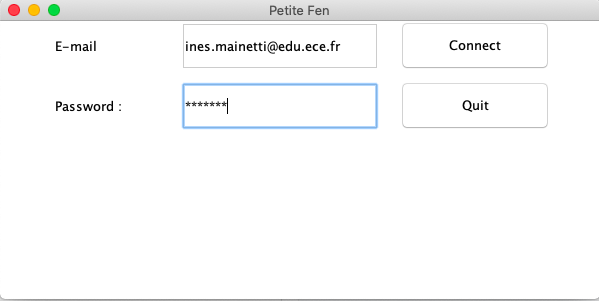 Petite Fen
E-mail
ines.mainetti@edu.ece.fr
Connect
Password :
*******
Quit